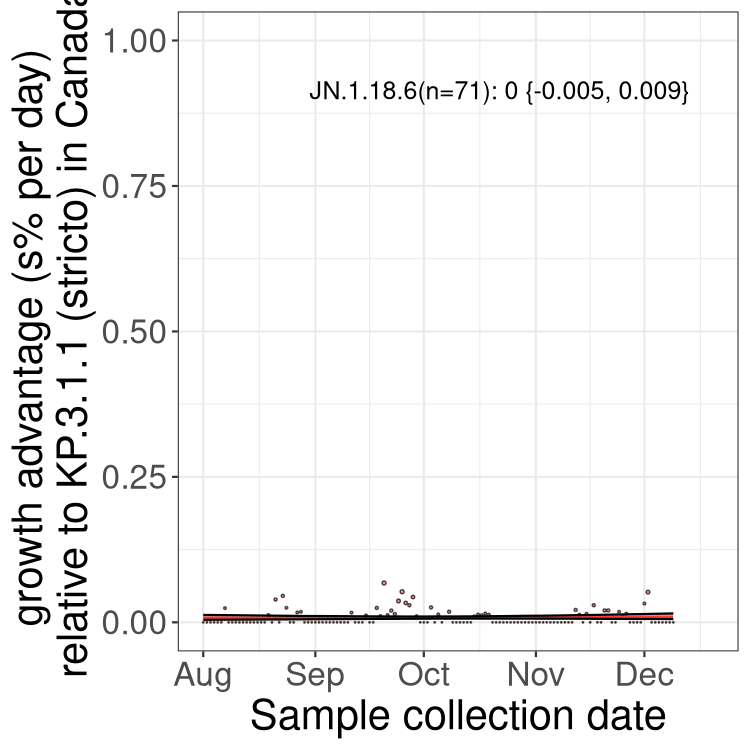 growth advantage (s% per day)
relative to KP.3.1.1 (stricto) in Canada
1.00
0.75
0.50
0.25
0.00
JN.1.18.6(n=71): 0 {-0.005, 0.009}
Aug Sep Oct Nov Dec
Sample collection date